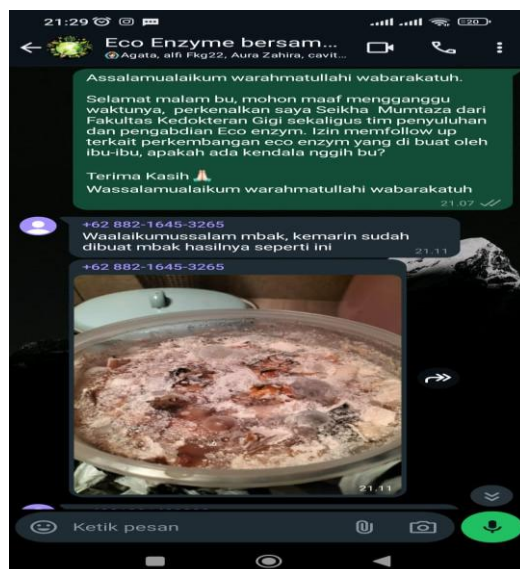 21:29
20
Eco Enzyme bersam...
@Agata, alfi Fkg22, Aura Zahira, cavit...
Assalamualaikum warahmatullahi wabarakatuh.
Selamat malam bu, mohon maaf mengganggu
waktunya, perkenalkan saya Seikha Mumtaza dari
Fakultas Kedokteran Gigi sekaligus tim penyuluhan
dan pengabdian Eco enzym. Izin memfollow up
terkait perkembangan eco enzym yang di buat oleh
ibu-ibu, apakah ada kendala nggih bu?
Terima Kasih 🙏🏻
Wassalamualaikum warahmatullahi wabarakatuh
21.07
+62 882-1645-3265
Waalaikumussalam mbak, kemarin sudah
dibuat mbak hasilnya seperti ini
21.11
+62 882-1645-3265
21.11
Ketik pesan